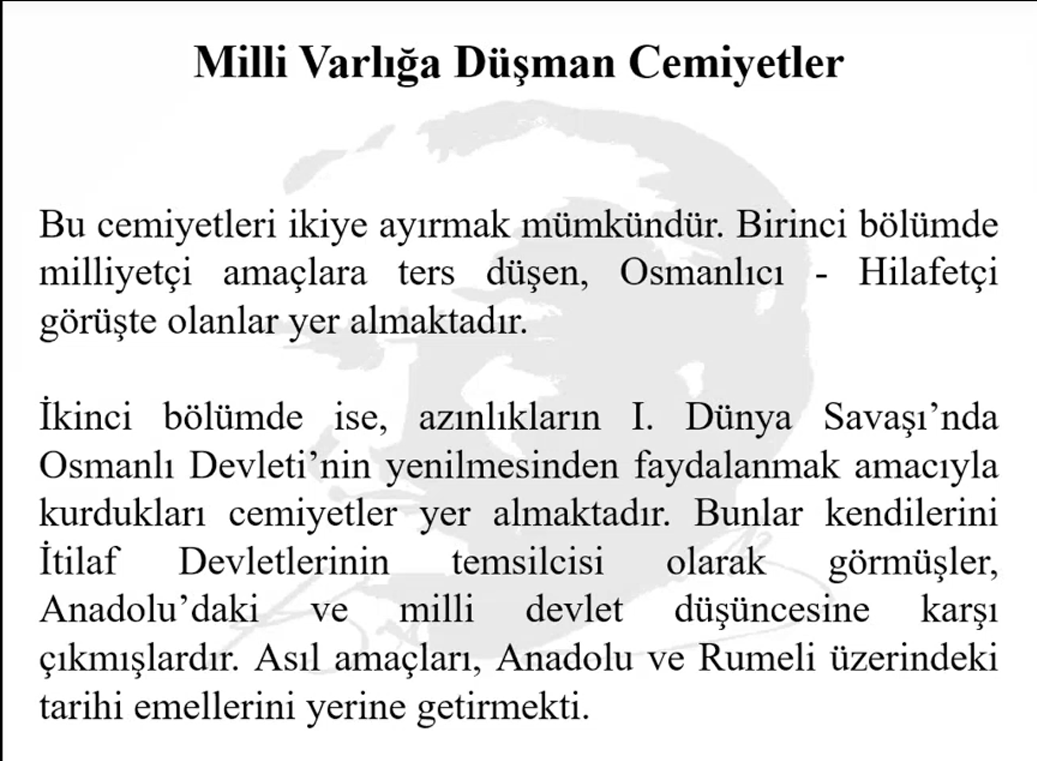 Milli Varlığa Düşman Cemiyetler
Bu cemiyetleri ikiye ayırmak mümkündür. Birinci bölümde
milliyetçi amaçlara ters düşen, Osmanlıcı - Hilafetçi
görüşte olanlar yer almaktadır.
İkinci bölümde ise, azınlıkların I. Dünya Savaşı’nda
Osmanlı Devleti’nin yenilmesinden faydalanmak amacıyla
kurdukları cemiyetler yer almaktadır. Bunlar kendilerini
İtilaf Devletlerinin temsilcisi olarak görmüşler,
Anadolu’daki ve milli devlet düşüncesine karşı
çıkmışlardır. Asıl amaçları, Anadolu ve Rumeli üzerindeki
tarihi emellerini yerine getirmekti.